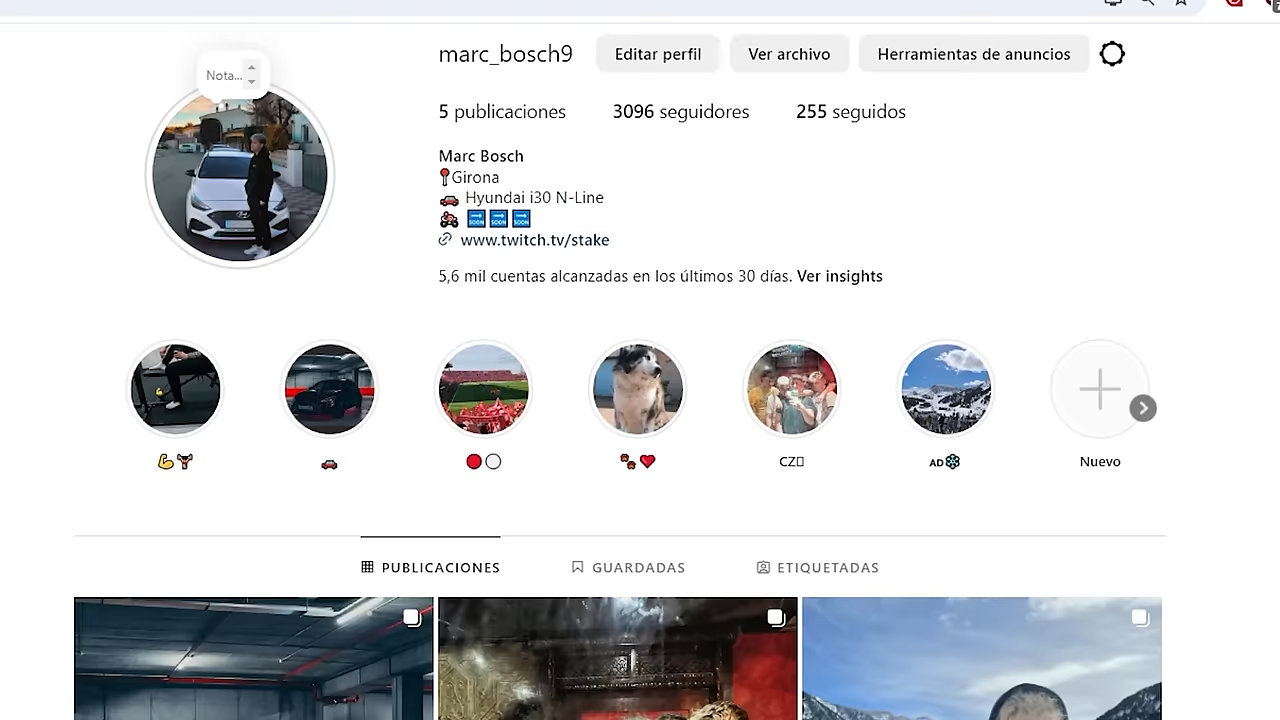 Nota...
marc_bosch9 Editar perfil Ver archivo Herramientas de anuncios
5 publicaciones 3096 seguidores 255 seguidos
Marc Bosch
📍Girona
🚗 Hyundai i30 N-Line
🏍 🔜🔜🔜
www.twitch.tv/stake
5,6 mil cuentas alcanzadas en los últimos 30 días. Ver insights
💪🏋 🚗 🔴⚪ 🐾❤ CZ AD❄ Nuevo
PUBLICACIONES GUARDADAS ETIQUETADAS